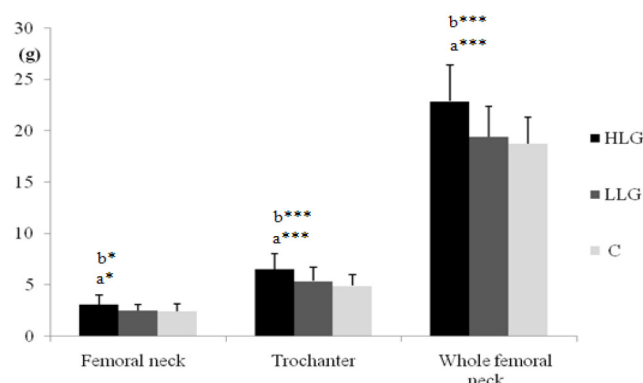 30
(g)
25
20
15
10
5
0
b*
a*
b***
a***
b***
a***
Femoral neck
Trochanter
Whole femoral
neck
HLG
LLG
C